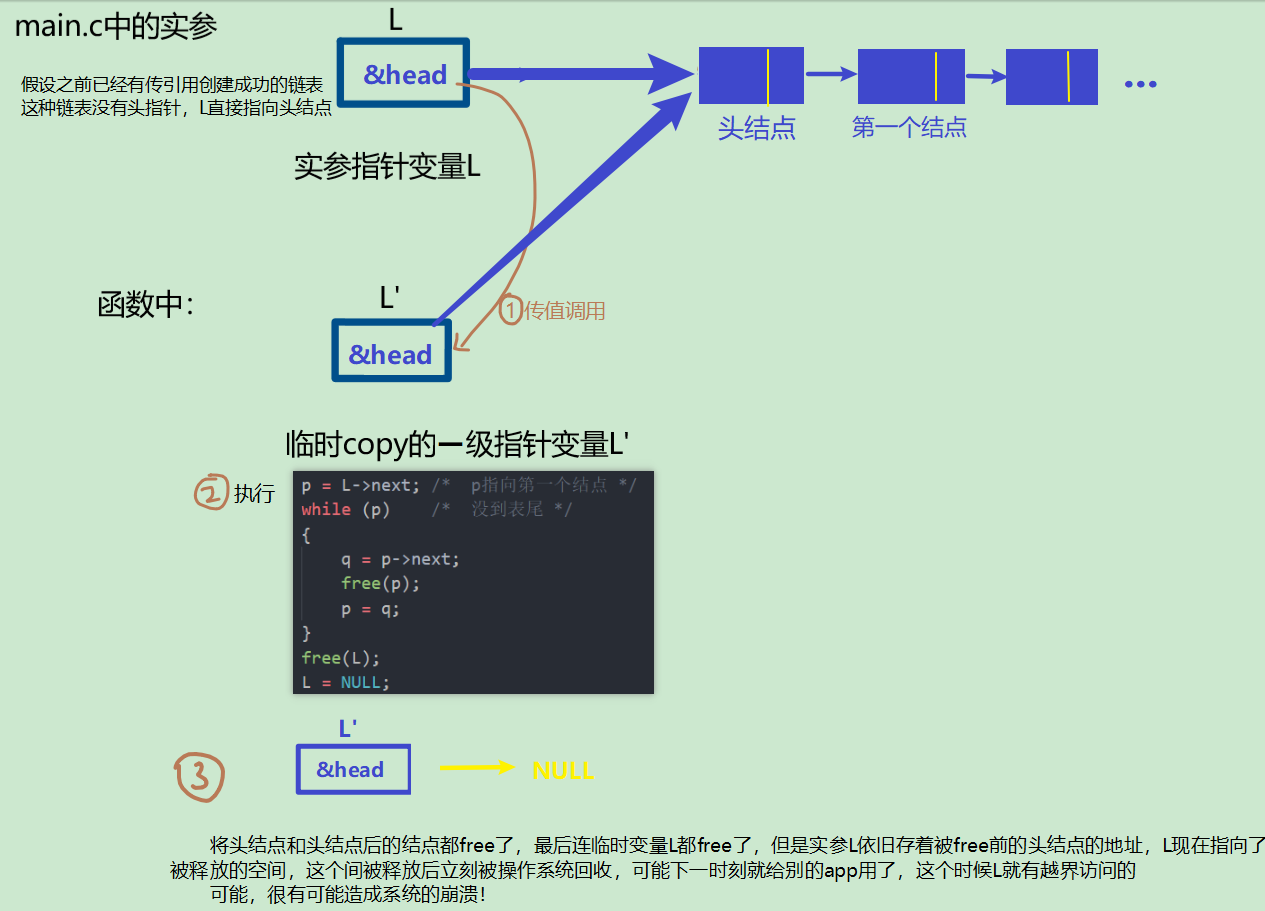 main.c中的实参
L
&head
假设之前已经有传引用创建成功的链表
这种链表没有头指针，L直接指向头结点
头结点
第一个结点
...
实参指针变量L
函数中：
L'
&head
①传值调用
临时copy的一级指针变量L'
② 执行
p = L->next; /*  p指向第一个结点 */
while (p)    /*  没到表尾 */
{
    q = p->next;
    free(p);
    p = q;
}
free(L);
L = NULL;
L'
③
&head
NULL
将头结点和头结点后的结点都free了，最后连临时变量L都free了，但是实参L依旧存着被free前的头结点的地址，L现在指向了
被释放的空间，这个间被释放后立刻被操作系统回收，可能下一时刻就给别的app用了，这个时候L就有越界访问的
可能，很有可能造成系统的崩溃！